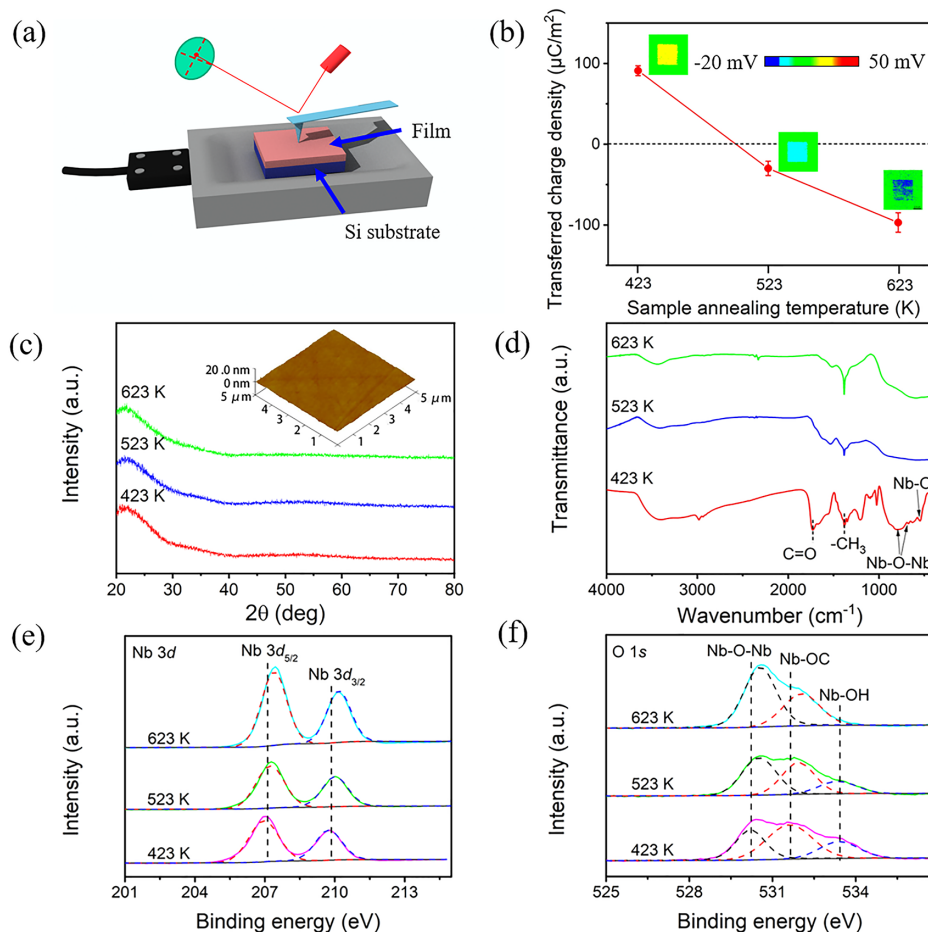 (a)
Film
Si substrate
(b)
Transferred charge density (μC/m²)
100
0
-100
-20 mV
50 mV
423
523
623
Sample annealing temperature (K)
(c)
Intensity (a.u.)
623 K
523 K
423 K
20.0 nm
0 nm
5 μm
4
3
2
1
1
2
3
4
5 μm
20
30
40
50
60
70
80
2θ (deg)
(d)
Transmittance (a.u.)
623 K
523 K
423 K
C=O
-CH₃
Nb-O
Nb-O-Nb
4000
3000
2000
1000
Wavenumber (cm⁻¹)
(e)
Intensity (a.u.)
Nb 3d
Nb 3d₅/₂
Nb 3d₃/₂
623 K
523 K
423 K
201
204
207
210
213
Binding energy (eV)
(f)
Intensity (a.u.)
O 1s
Nb-O-Nb
Nb-OC
Nb-OH
623 K
523 K
423 K
525
528
531
534
Binding energy (eV)